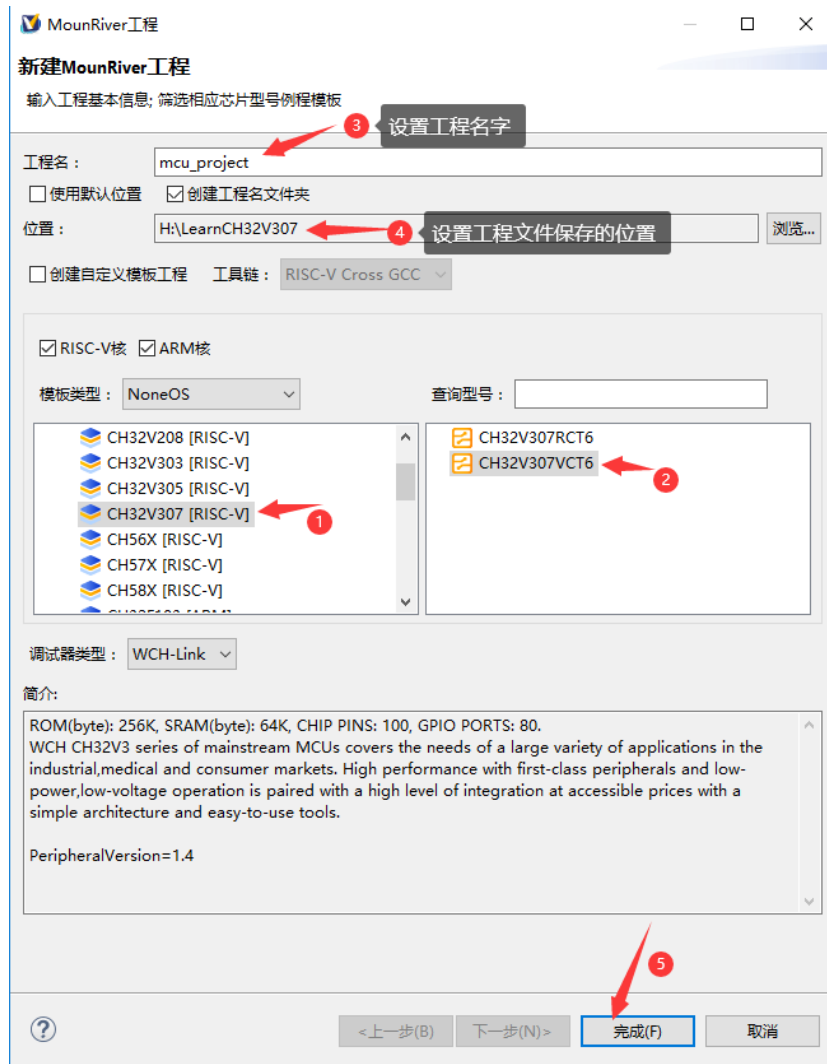 MounRiver工程
新建MounRiver工程
输入工程基本信息; 筛选相应芯片型号例程模板
3 设置工程名字
工程名： mcu_project
使用默认位置 创建工程名文件夹
位置： H:\LearnCH32V307 4 设置工程文件保存的位置 浏览...
创建自定义模板工程 工具链： RISC-V Cross GCC
RISC-V核 ARM核
模板类型： NoneOS 查询型号：
CH32V208 [RISC-V] CH32V307RCT6
CH32V303 [RISC-V] CH32V307VCT6 2
CH32V305 [RISC-V]
CH32V307 [RISC-V] 1
CH56X [RISC-V]
CH57X [RISC-V]
CH58X [RISC-V]
调试器类型： WCH-Link
简介:
ROM(byte): 256K, SRAM(byte): 64K, CHIP PINS: 100, GPIO PORTS: 80.
WCH CH32V3 series of mainstream MCUs covers the needs of a large variety of applications in the
industrial,medical and consumer markets. High performance with first-class peripherals and low-
power,low-voltage operation is paired with a high level of integration at accessible prices with a
simple architecture and easy-to-use tools.
PeripheralVersion=1.4
5
? <上一步(B) 下一步(N)> 完成(F) 取消